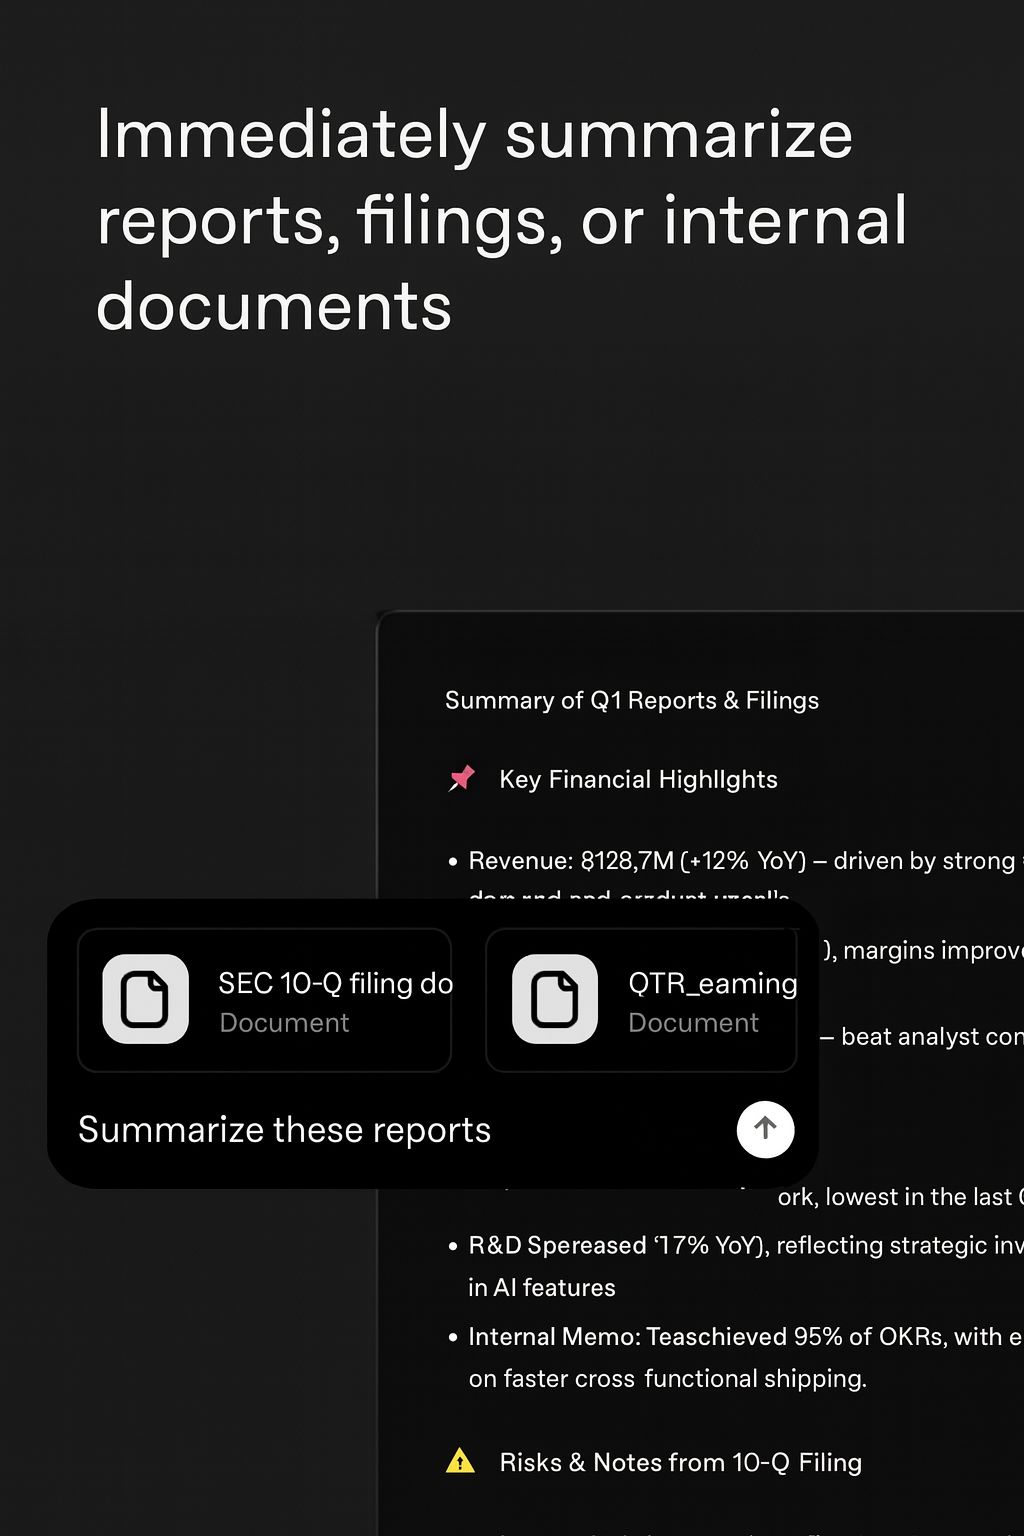 Immediately summarize
reports, filings, or internal
documents
Summary of Q1 Reports & Filings
Key Financial HighlIghts
• Revenue: 8128,7M (+12% YoY) – driven by strong
), margins improve
– beat analyst con
SEC 10-Q filing do
Document
QTR_eaming
Document
Summarize these reports
ork, lowest in the last
• R&D Spereased ‘17% YoY), reflecting strategic inv
in AI features
• Internal Memo: Teaschieved 95% of OKRs, with e
on faster cross functional shipping.
Risks & Notes from 10-Q Filing